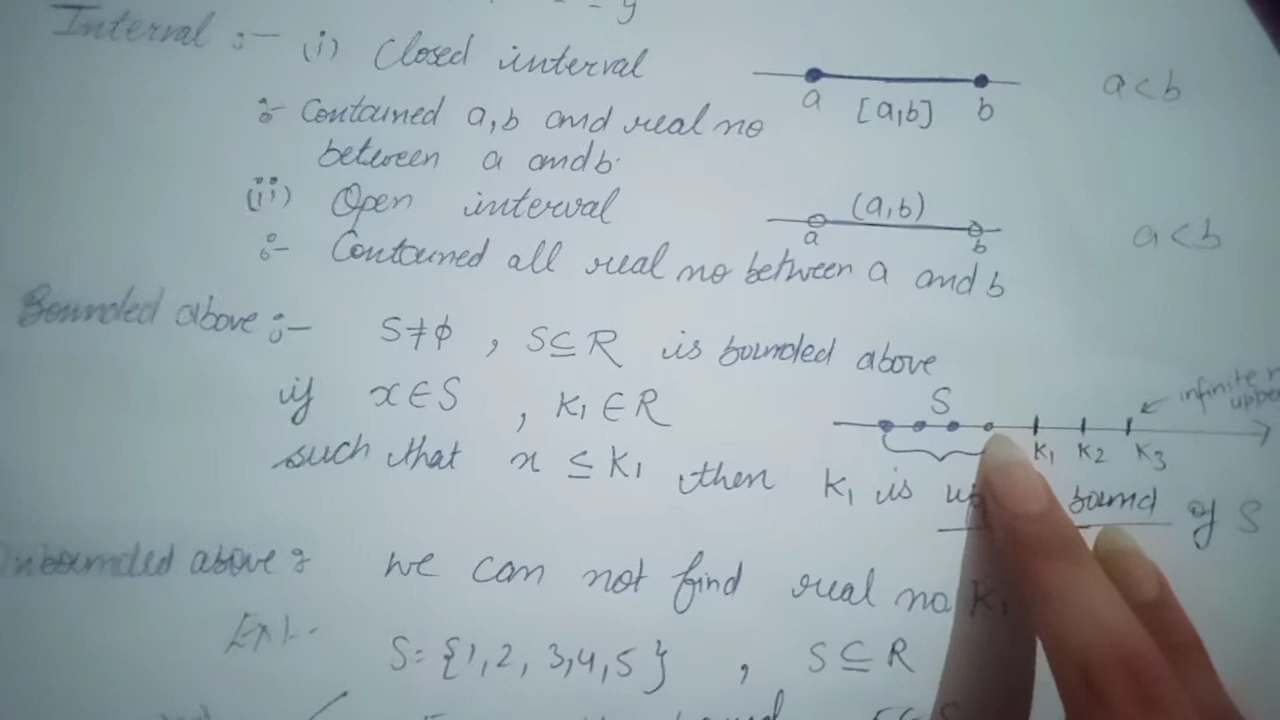 y
Interval :- (i) Closed interval
a [a,b] b a<b
:- Contained a,b and real no
between a and b.
(ii) Open interval
(a,b) a b a<b
:- Contained all real no between a and b
Bounded above :- S≠ϕ , S⊆R is bounded above
if x∈S , K₁∈R
S K₁ K₂ K₃ infinite
such that x ≤ K₁ then K₁ is bound of S
above : we can not find real no K₁
Ex:-
S={1,2,3,4,5} , S⊆R